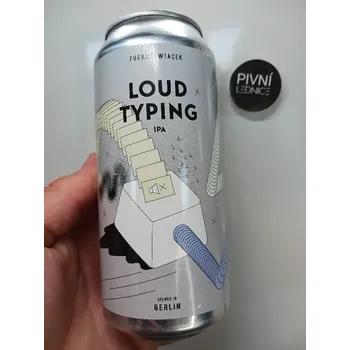 FUERST WIACEK
LOUD
TYPING
IPA
BREWED IN
BERLIN
PIVNÍ
LEDNICE